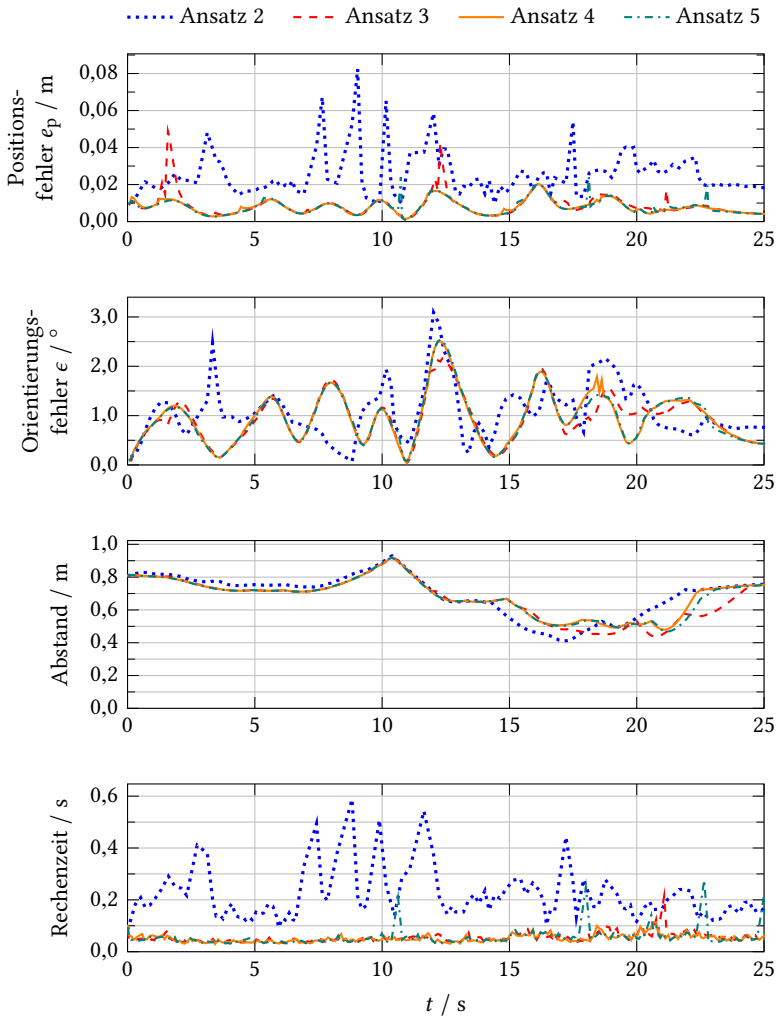 Ansatz 2 Ansatz 3 Ansatz 4 Ansatz 5
Positions-
fehler eₚ / m
0,08
0,06
0,04
0,02
0,00
0 5 10 15 20 25
Orientierungs-
fehler ϵ / °
3,0
2,0
1,0
0,0
0 5 10 15 20 25
Abstand / m
1,0
0,8
0,6
0,4
0,2
0,0
0 5 10 15 20 25
Rechenzeit / s
0,6
0,4
0,2
0,0
0 5 10 15 20 25
t / s